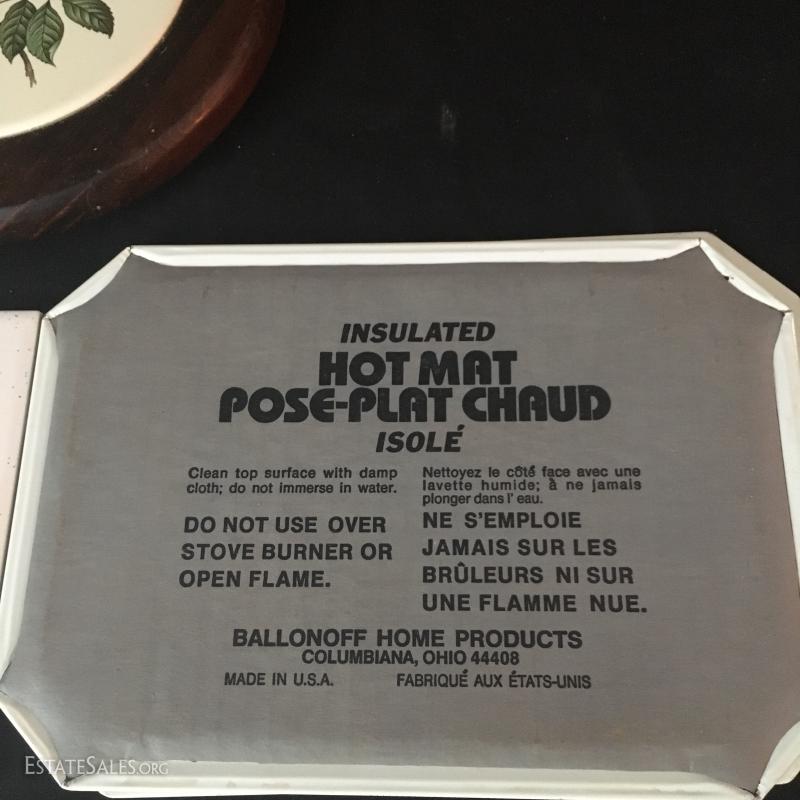 INSULATED
HOT MAT
POSE-PLAT CHAUD
ISOLÉ
Clean top surface with damp
cloth; do not immerse in water.
DO NOT USE OVER
STOVE BURNER OR
OPEN FLAME.
Nettoyez le côté face avec une
lavette humide; à ne jamais
plonger dans l' eau.
NE S'EMPLOIE
JAMAIS SUR LES
BRÛLEURS NI SUR
UNE FLAMME NUE.
BALLONOFF HOME PRODUCTS
COLUMBIANA, OHIO 44408
MADE IN U.S.A. FABRIQUÉ AUX ÉTATS-UNIS
ESTATESALES.ORG